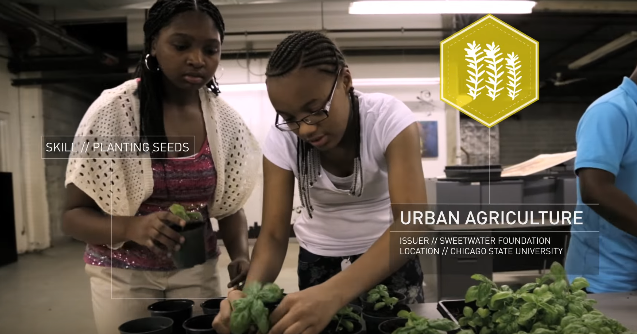 SKILL // PLANTING SEEDS
URBAN AGRICULTURE
ISSUER // SWEETWATER FOUNDATION
LOCATION // CHICAGO STATE UNIVERSITY